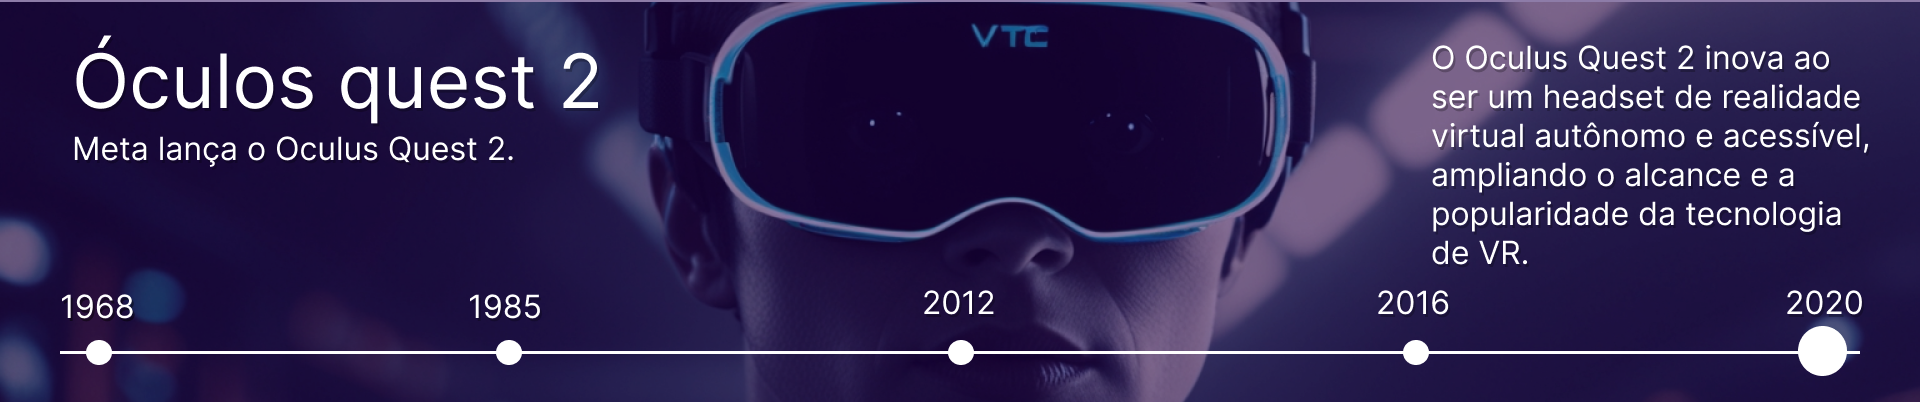 Óculos quest 2
Meta lança o Oculus Quest 2.
VTC
O Oculus Quest 2 inova ao
ser um headset de realidade
virtual autônomo e acessível,
ampliando o alcance e a
popularidade da tecnologia
de VR.
1968
1985
2012
2016
2020